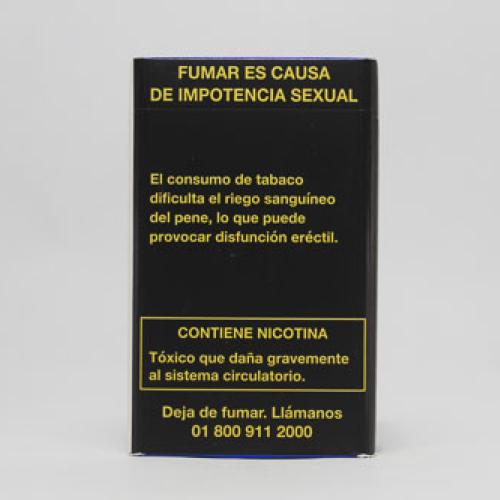 FUMAR ES CAUSA
DE IMPOTENCIA SEXUAL
El consumo de tabaco
dificulta el riego sanguíneo
del pene, lo que puede
provocar disfunción eréctil.
CONTIENE NICOTINA
Tóxico que daña gravemente
al sistema circulatorio.
Deja de fumar. Llámanos
01 800 911 2000